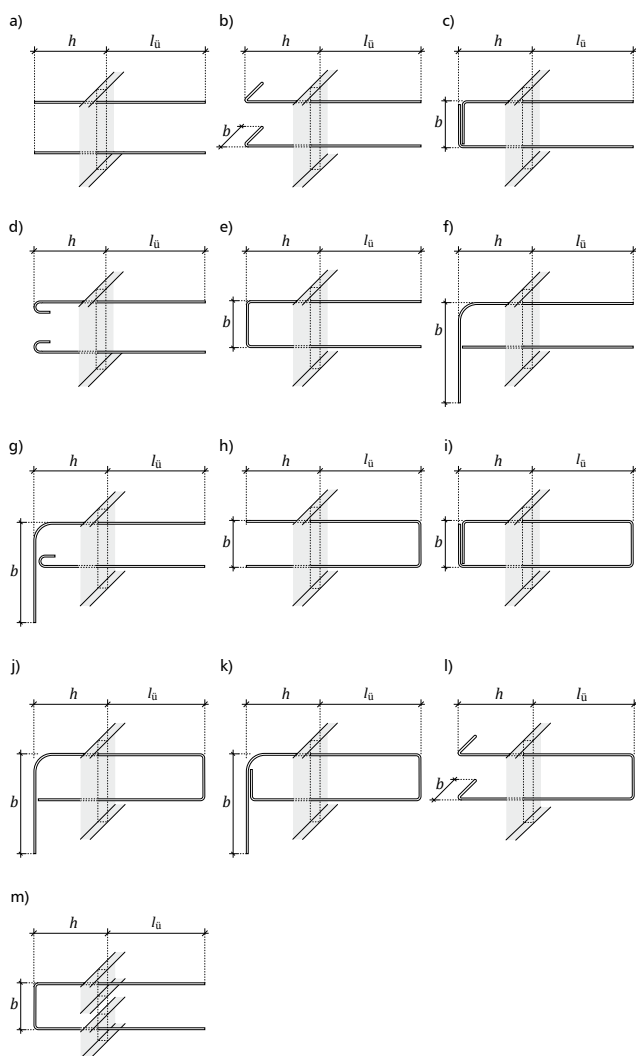 a) b) c)
h lü h lü h lü
b b
d) e) f)
h lü h lü h lü
b b
g) h) i)
h lü h lü h lü
b b b
j) k) l)
h lü h lü h lü
b b b
m)
h lü
b